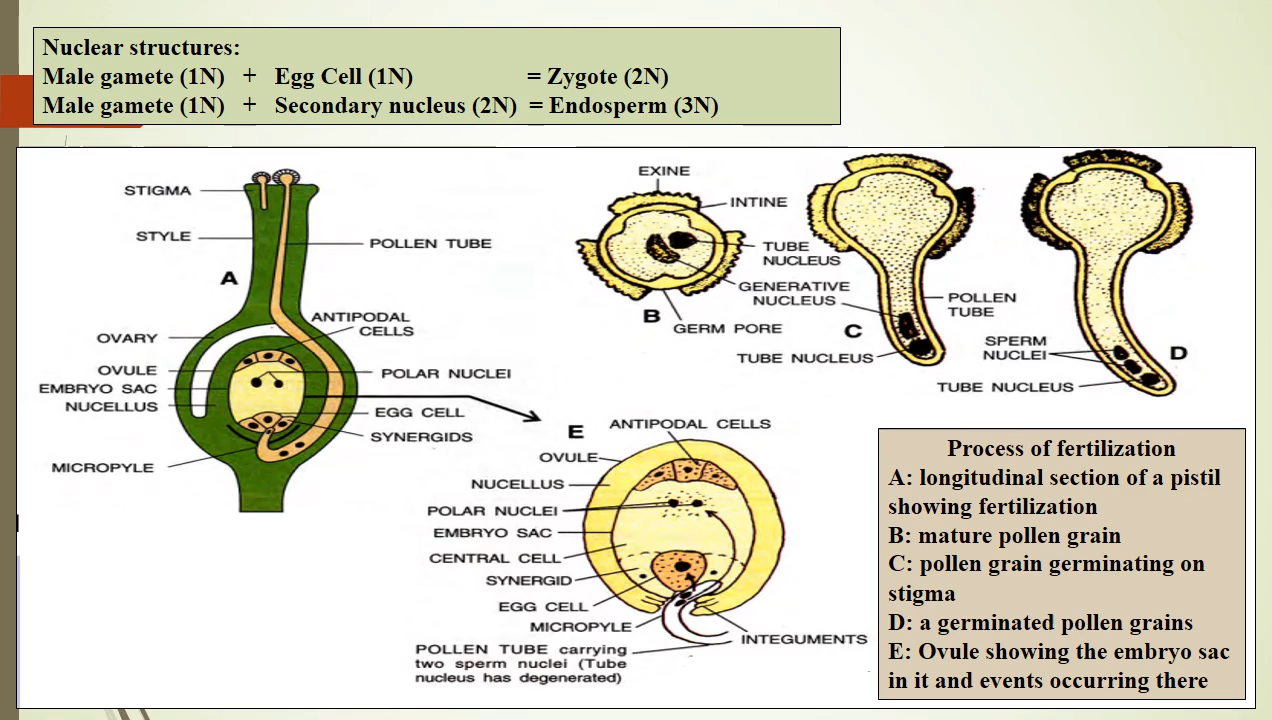 Nuclear structures:
Male gamete (1N) + Egg Cell (1N) = Zygote (2N)
Male gamete (1N) + Secondary nucleus (2N) = Endosperm (3N)
STIGMA
STYLE
POLLEN TUBE
A
ANTIPODAL
CELLS
OVARY
OVULE
EMBRYO SAC
NUCELLUS
POLAR NUCLEI
EGG CELL
SYNERGIDS
MICROPYLE
EXINE
INTINE
TUBE
NUCLEUS
GENERATIVE
NUCLEUS
B
GERM PORE
C
TUBE NUCLEUS
POLLEN
TUBE
SPERM
NUCLEI
D
TUBE NUCLEUS
E
ANTIPODAL CELLS
OVULE
NUCELLUS
POLAR NUCLEI
EMBRYO SAC
CENTRAL CELL
SYNERGID
EGG CELL
MICROPYLE
INTEGUMENTS
POLLEN TUBE carrying
two sperm nuclei (Tube
nucleus has degenerated)
Process of fertilization
A: longitudinal section of a pistil
showing fertilization
B: mature pollen grain
C: pollen grain germinating on
stigma
D: a germinated pollen grains
E: Ovule showing the embryo sac
in it and events occurring there